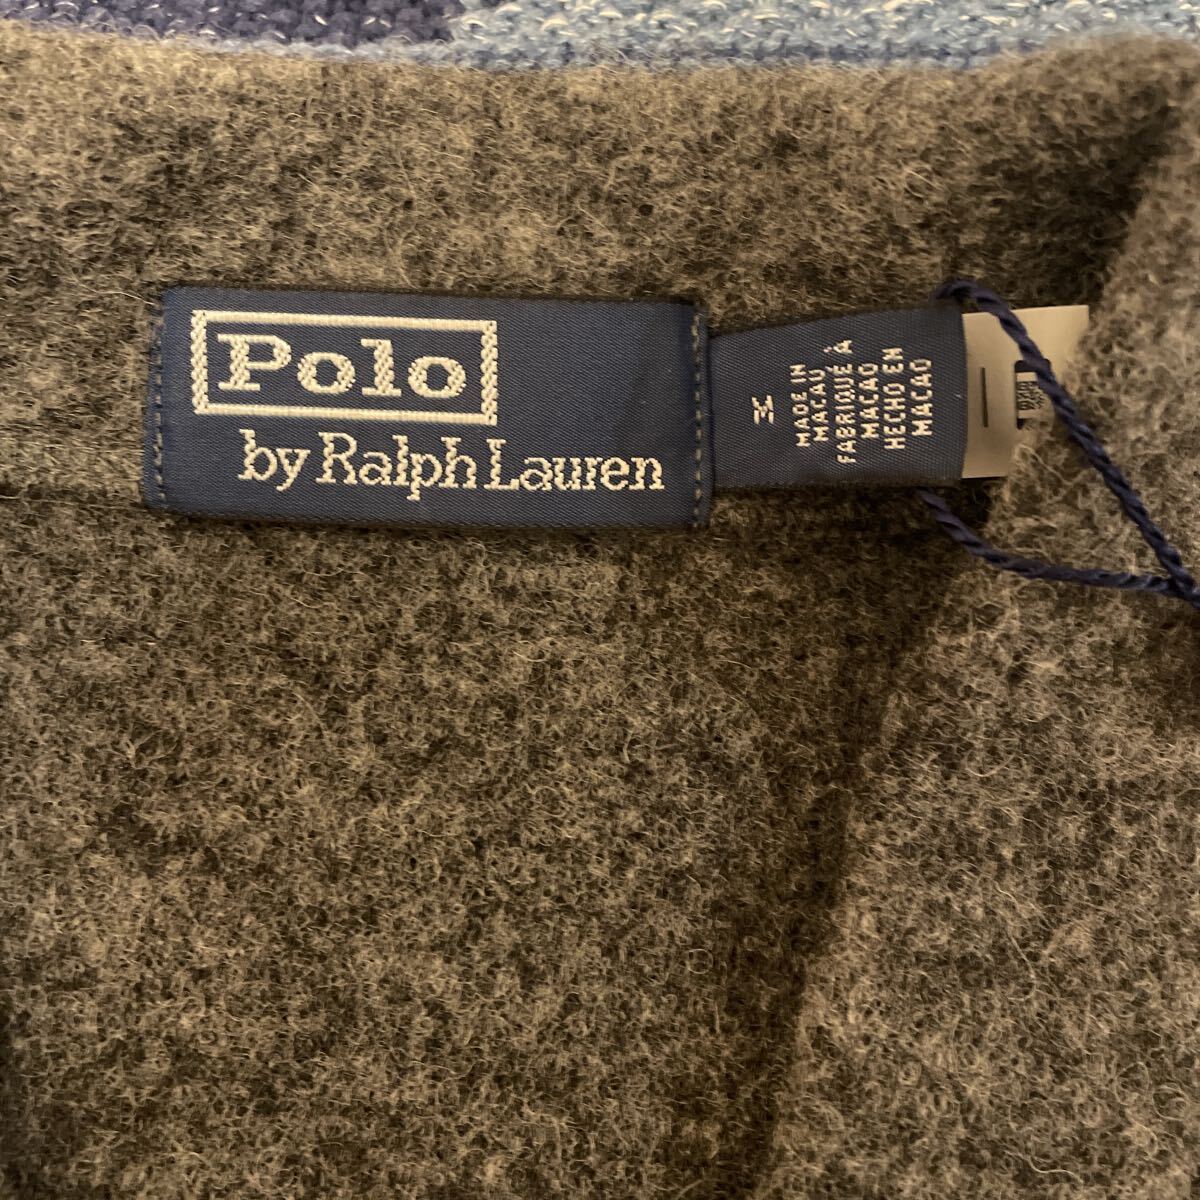 Polo
by Ralph Lauren
M
MADE IN
MACAU
FABRIQUÉ À
MACAO
HECHO EN
MACAO